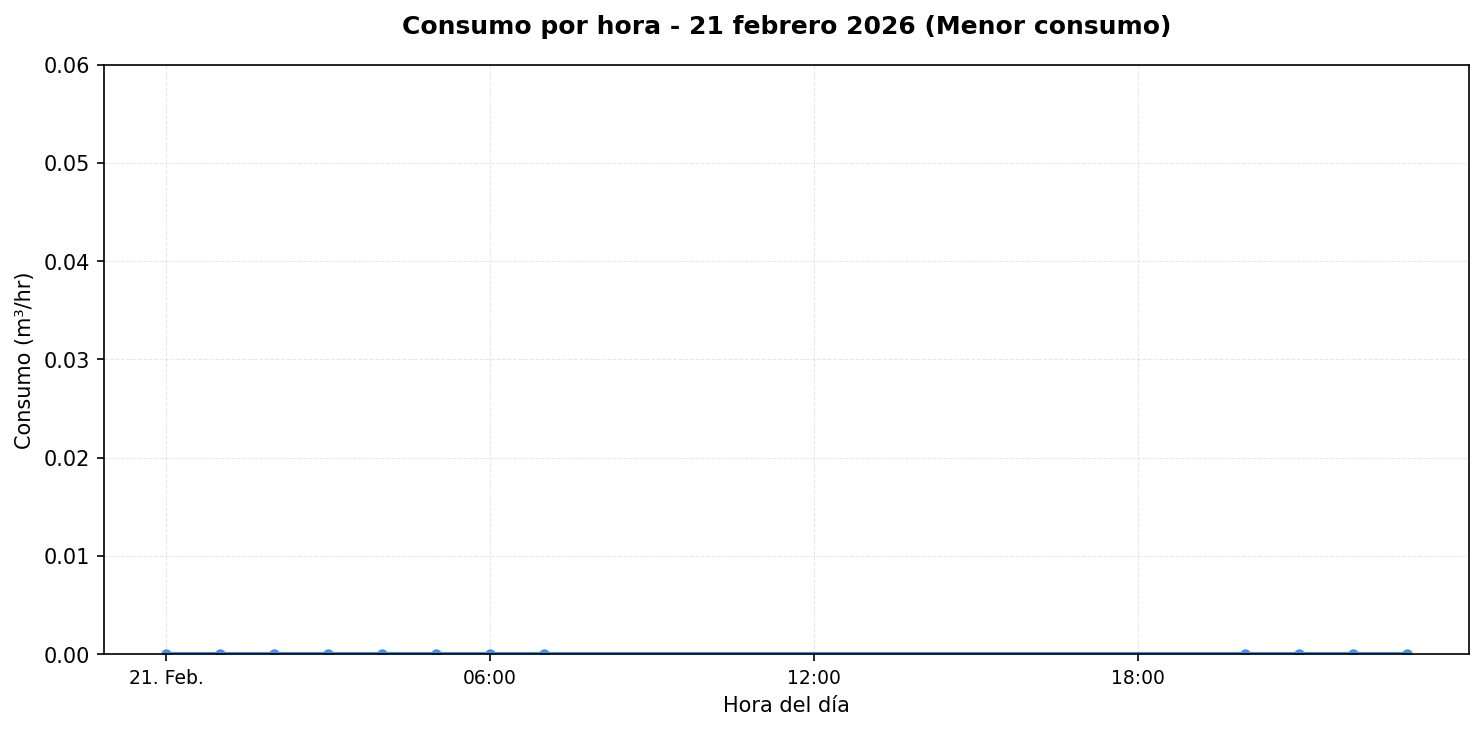 Consumo por hora - 21 febrero 2026 (Menor consumo)
Consumo (m³/hr)
0.06
0.05
0.04
0.03
0.02
0.01
0.00
21. Feb.
06:00
12:00
18:00
Hora del día